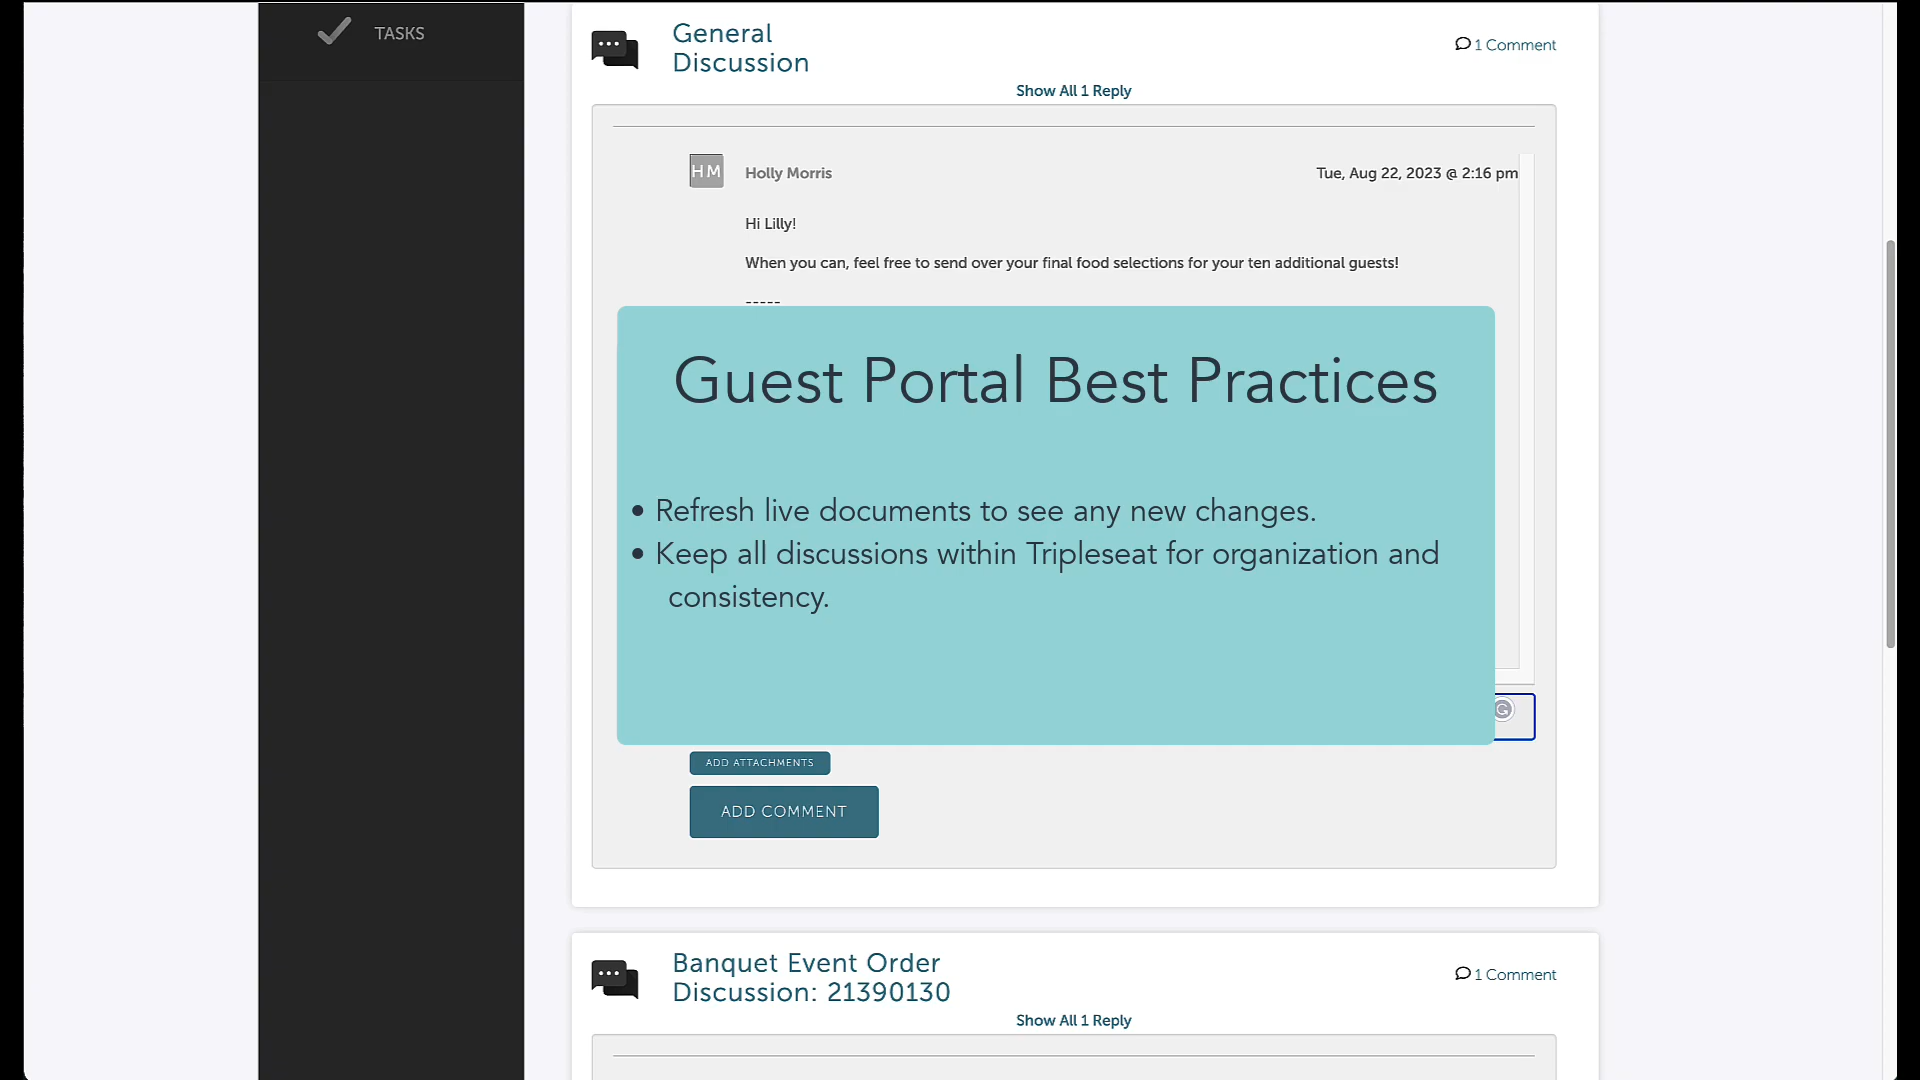 TASKS
General
Discussion
1 Comment
Show All 1 Reply
HM
Holly Morris
Tue, Aug 22, 2023 @ 2:16 pm
Hi Lilly!
When you can, feel free to send over your final food selections for your ten additional guests!
-----
Guest Portal Best Practices
• Refresh live documents to see any new changes.
• Keep all discussions within Tripleseat for organization and
consistency.
G
ADD ATTACHMENTS
ADD COMMENT
Banquet Event Order
Discussion: 21390130
1 Comment
Show All 1 Reply